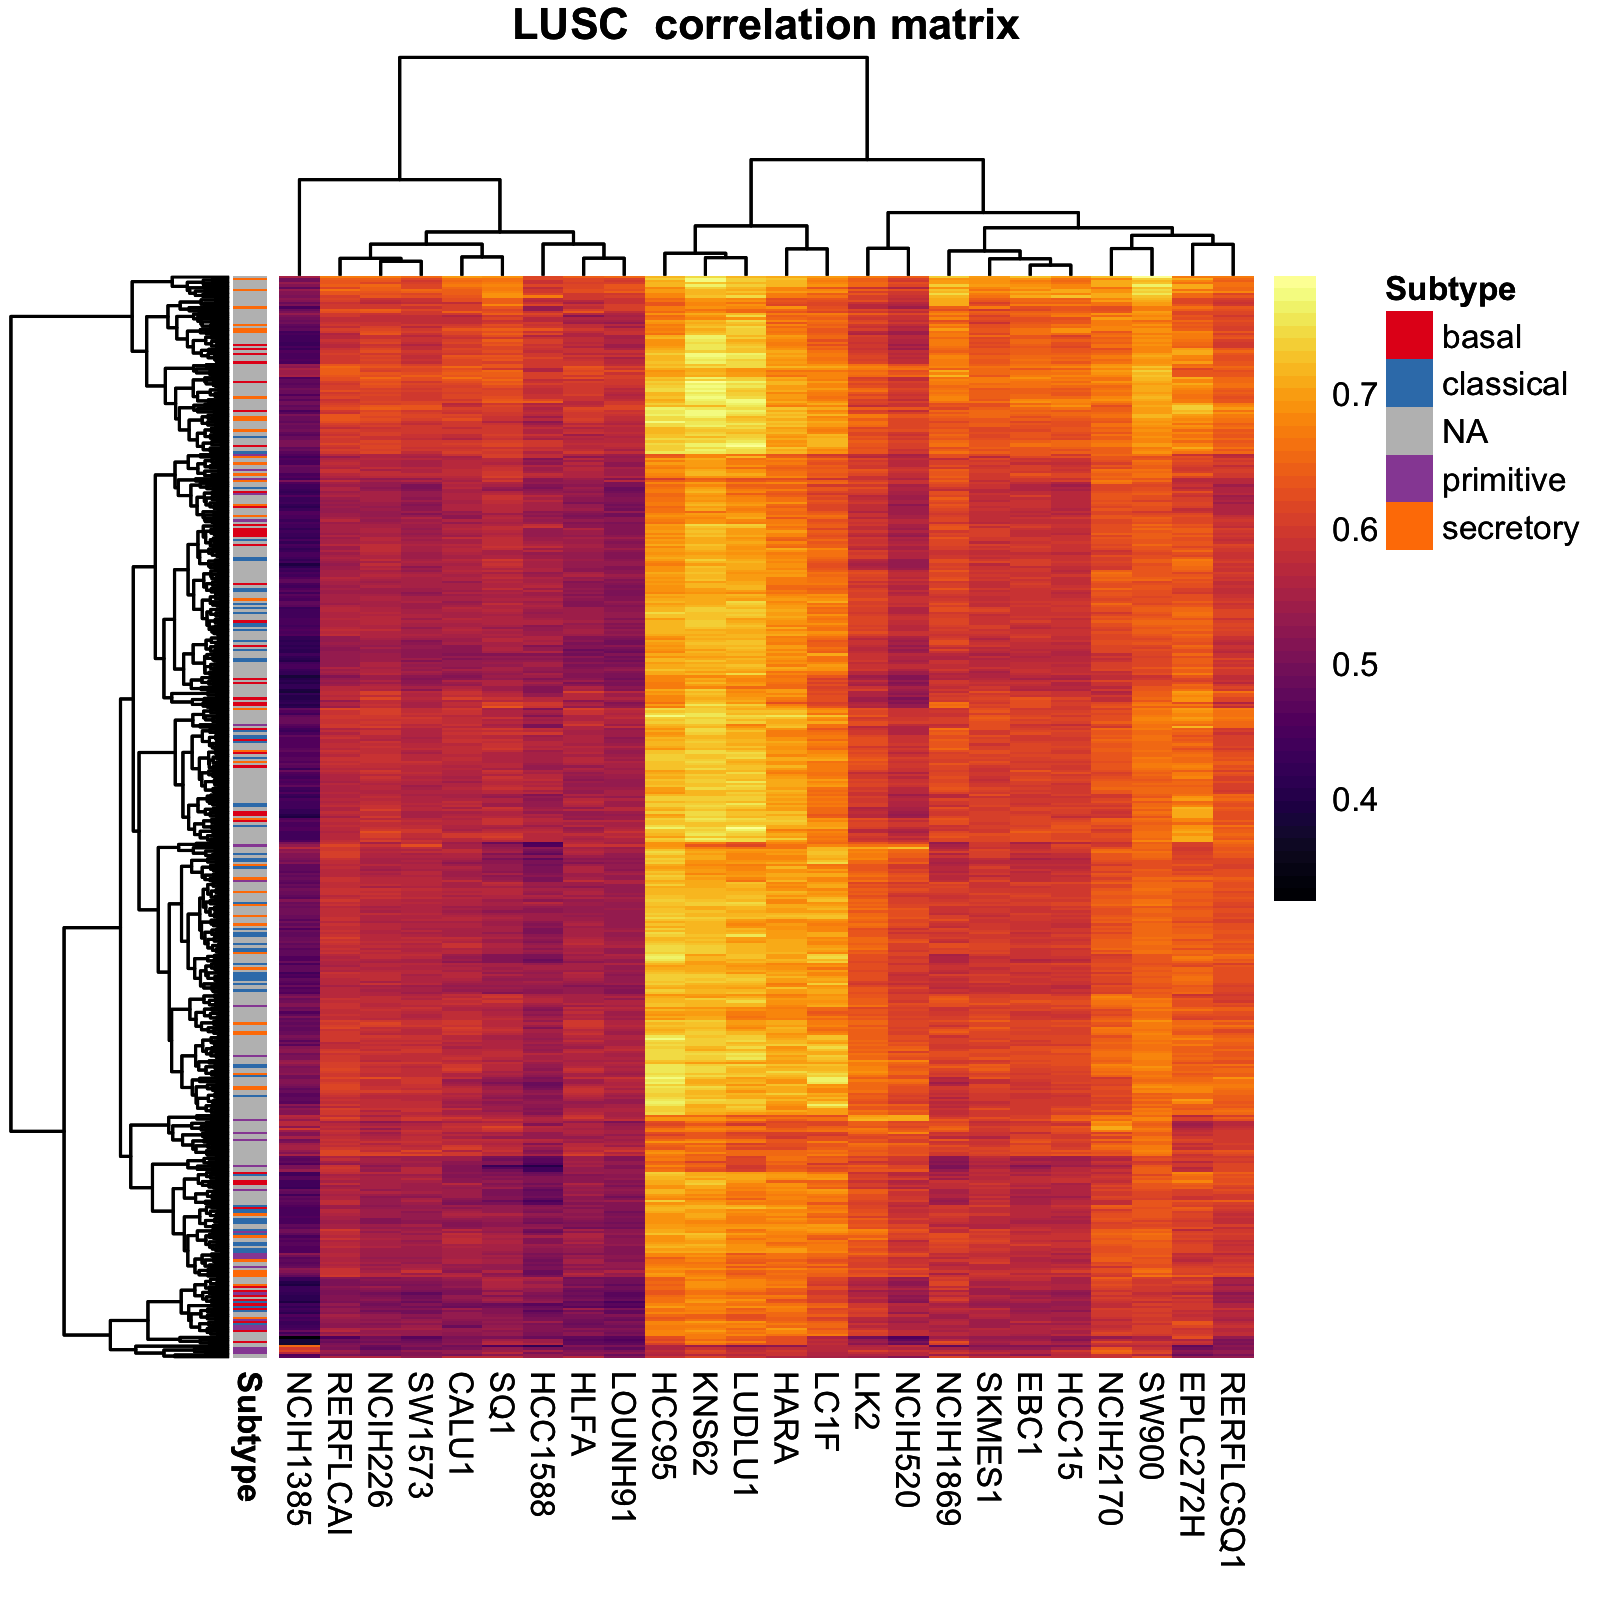 LUSC  correlation matrix
Subtype
basal
classical
NA
primitive
secretory
0.7
0.6
0.5
0.4
Subtype
NCIH1385
RERFLCAI
NCIH226
SW1573
CALU1
SQ1
HCC1588
HLFA
LOUNH91
HCC95
KNS62
LUDLU1
HARA
LC1F
LK2
NCIH520
NCIH1869
SKMES1
EBC1
HCC15
NCIH2170
SW900
EPLC272H
RERFLCSQ1